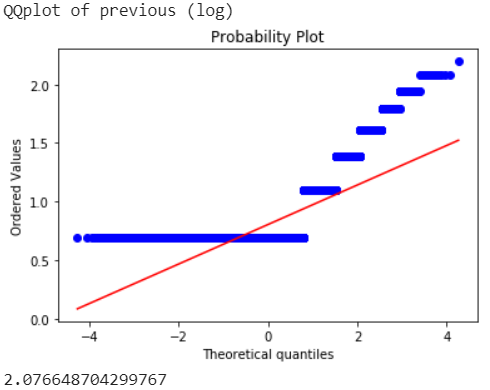 QQplot of previous (log)
Probability Plot
2.0
1.5
1.0
0.5
0.0
Ordered Values
−4
−2
0
2
4
Theoretical quantiles
2.076648704299767